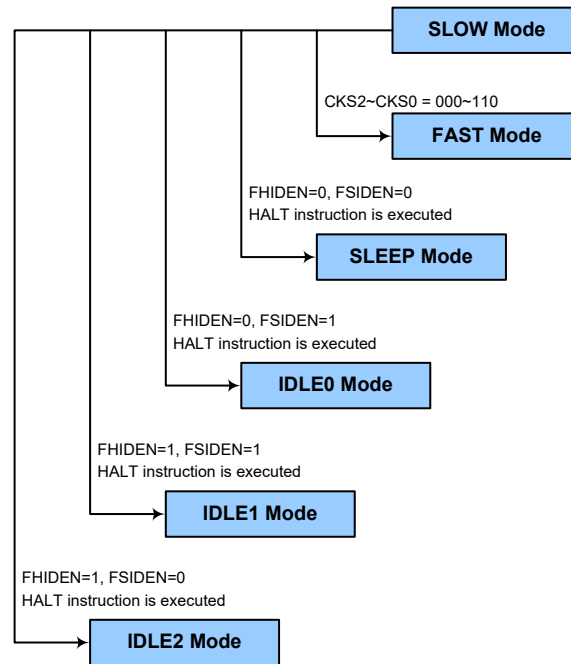 SLOW Mode
CKS2~CKS0 = 000~110
FAST Mode
FHIDEN=0, FSIDEN=0
HALT instruction is executed
SLEEP Mode
FHIDEN=0, FSIDEN=1
HALT instruction is executed
IDLE0 Mode
FHIDEN=1, FSIDEN=1
HALT instruction is executed
IDLE1 Mode
FHIDEN=1, FSIDEN=0
HALT instruction is executed
IDLE2 Mode